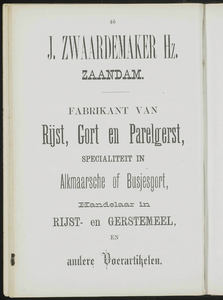 46
J. ZWAARDEMAKER Hz.
ZAANDAM.
FABRIKANT VAN
Rijst, Gort en Parelgerst,
SPECIALITEIT IN
Alkmaarsche of Busjesgort,
Handelaar in
RIJST- en GERSTEMEEL,
EN
andere Voerartikelen.